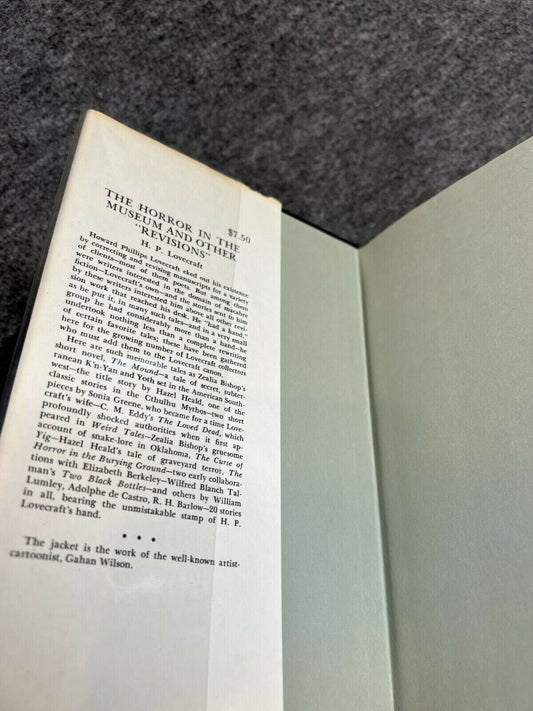 $7.50
THE HORROR IN THE
MUSEUM AND OTHER
"REVISIONS"
H. P. Lovecraft
Howard Phillips Lovecraft eked out his existence
by correcting and revising manuscripts for a variety
of clients—most of them poets. But among them
were writers interested in the domain of macabre
fiction—Lovecraft's own—and the stories sent to him
by these writers interested him above all other revi-
sion work that reached his desk. He "had a hand,"
as he put it, in many such tales—and in a very small
group he had considerably more than a hand—he
undertook nothing less than a complete rewriting
of certain favorite tales; these have been gathered
here for the growing number of Lovecraft collectors
who must add them to the Lovecraft canon.
Here are such memorable tales as Zealia Bishop's
short novel, The Mound—a tale of secret, subter-
ranean K'n-Yan and Yoth set in the American South-
west—the title story by Hazel Heald, one of the
classic stories in the Cthulhu Mythos—two short
pieces by Sonia Greene, who became for a time Love-
craft's wife—C. M. Eddy's The Loved Dead, which
profoundly shocked authorities when it first ap-
peared in Weird Tales—Zealia Bishop's gruesome
account of snake-lore in Oklahoma, The Curse of
Yig—Hazel Heald's tale of graveyard terror, The
Horror in the Burying Ground—two early collabora-
tions with Elizabeth Berkeley—Wilfred Blanch Tal-
man's Two Black Bottles—and others by William
Lumley, Adolphe de Castro, R. H. Barlow—20 stories
in all, bearing the unmistakable stamp of H. P.
Lovecraft's hand.
• • •
The jacket is the work of the well-known artist-
cartoonist, Gahan Wilson.